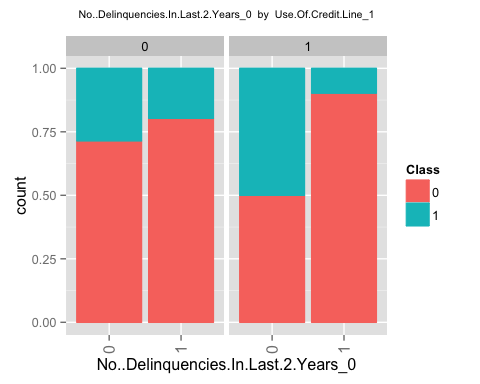 No..Delinquencies.In.Last.2.Years_0 by Use.Of.Credit.Line_1
0 1
1.00
0.75
0.50
0.25
0.00
count
0 1 0 1
No..Delinquencies.In.Last.2.Years_0
Class
0
1